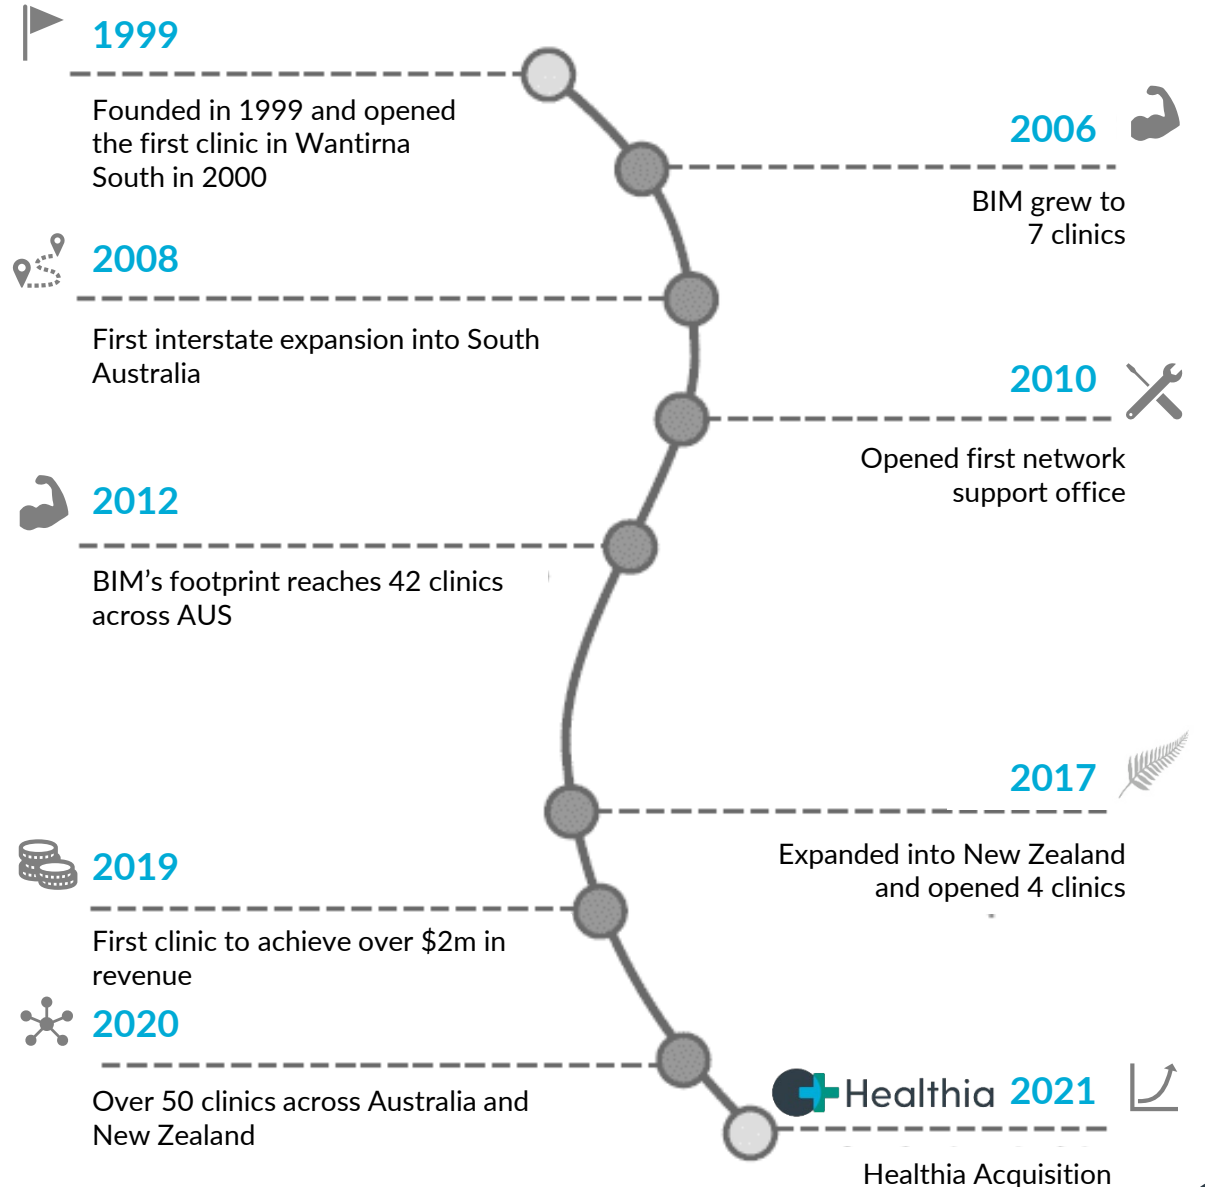 1999
Founded in 1999 and opened
the first clinic in Wantirna
South in 2000
2006
BIM grew to
7 clinics
2008
First interstate expansion into South
Australia
2010
Opened first network
support office
2012
BIM’s footprint reaches 42 clinics
across AUS
2017
Expanded into New Zealand
and opened 4 clinics
2019
First clinic to achieve over $2m in
revenue
2020
Over 50 clinics across Australia and
New Zealand
Healthia 2021
Healthia Acquisition